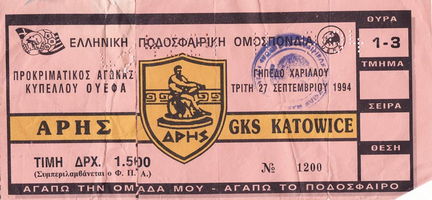 ΕΛΛΗΝΙΚΗ ΠΟΔΟΣΦΑΙΡΙΚΗ ΟΜΟΣΠΟΝΔΙΑ
ΘΥΡΑ
1-3
ΠΡΟΚΡΙΜΑΤΙΚΟΣ ΑΓΩΝΑΣ
ΚΥΠΕΛΛΟΥ ΟΥΕΦΑ
ΓΗΠΕΔΟ ΧΑΡΙΛΑΟΥ
ΤΡΙΤΗ 27 ΣΕΠΤΕΜΒΡΙΟΥ 1994
ΤΜΗΜΑ
ΣΕΙΡΑ
ΑΡΗΣ
ΑΡΗΣ
GKS KATOWICE
ΘΕΣΗ
ΤΙΜΗ ΔΡΧ. 1.500
(Συμπεριλαμβάνεται ο Φ.Π.Α.)
№ 1200
ΑΓΑΠΩ ΤΗΝ ΟΜΑΔΑ ΜΟΥ - ΑΓΑΠΩ ΤΟ ΠΟΔΟΣΦΑΙΡΟ